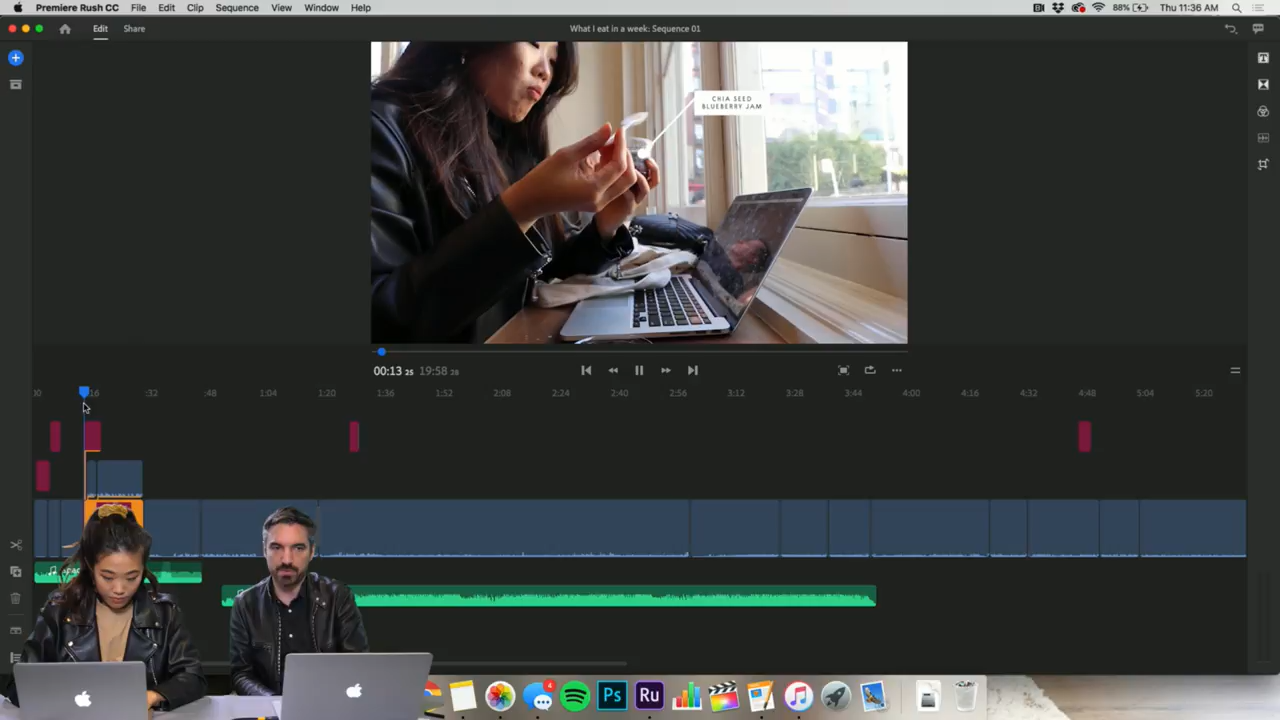 Premiere Rush CC File Edit Clip Sequence View Window Help 88% Thu 11:36 AM
Edit Share What I eat in a week: Sequence 01
CHIA SEED
BLUEBERRY JAM
00:13 25 19:58 28
00 :16 :32 :48 1:04 1:20 1:36 1:52 2:08 2:24 2:40 2:56 3:12 3:28 3:44 4:00 4:16 4:32 4:48 5:04 5:20
4
Ps Ru